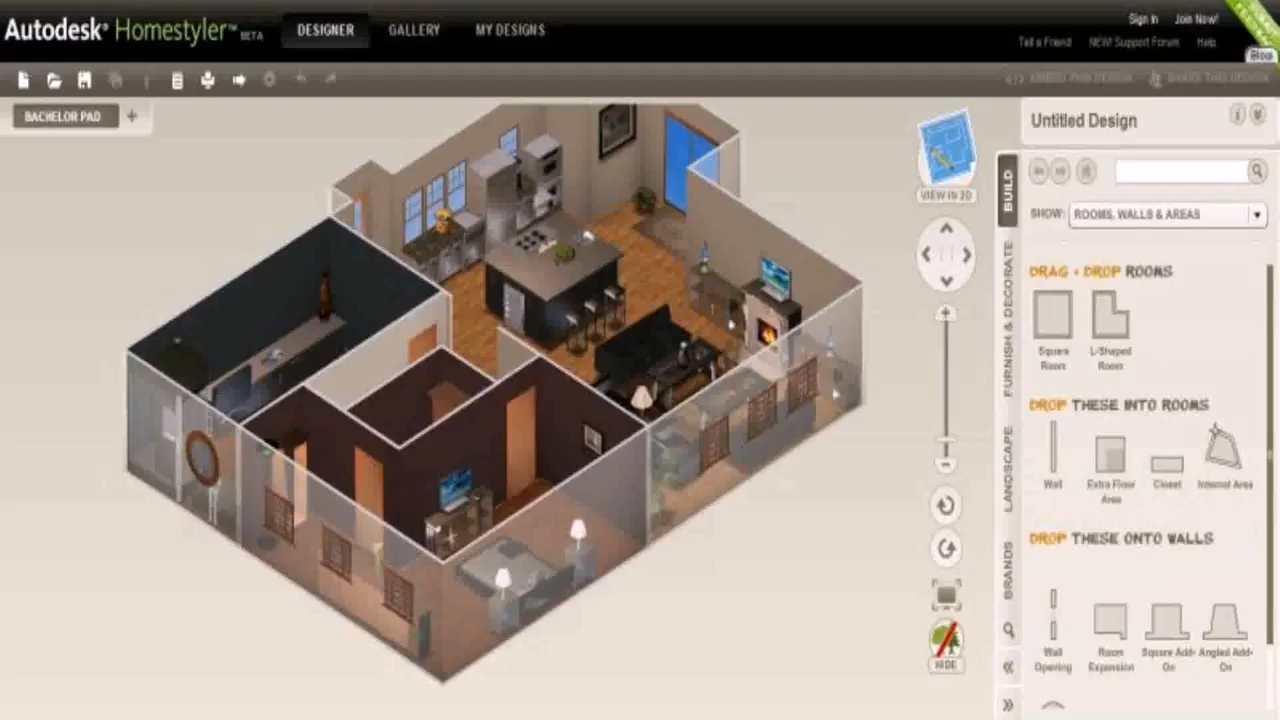 Autodesk® Homestyler™ BETA
DESIGNER
GALLERY
MY DESIGNS
Sign In
Join Now!
Tell a Friend
NEW! Support Forum
Help
Blog
BACHELOR PAD
+
Untitled Design
VIEW IN 2D
BUILD
FURNISH & DECORATE
LANDSCAPE
BRANDS
SHOW: ROOMS, WALLS & AREAS
DRAG + DROP ROOMS
Square Room
L-Shaped Room
DROP THESE INTO ROOMS
Wall
Extra Floor Area
Closet
Internal Area
DROP THESE ONTO WALLS
Wall Opening
Room Expansion
Square Add-On
Angled Add-On
HIDE